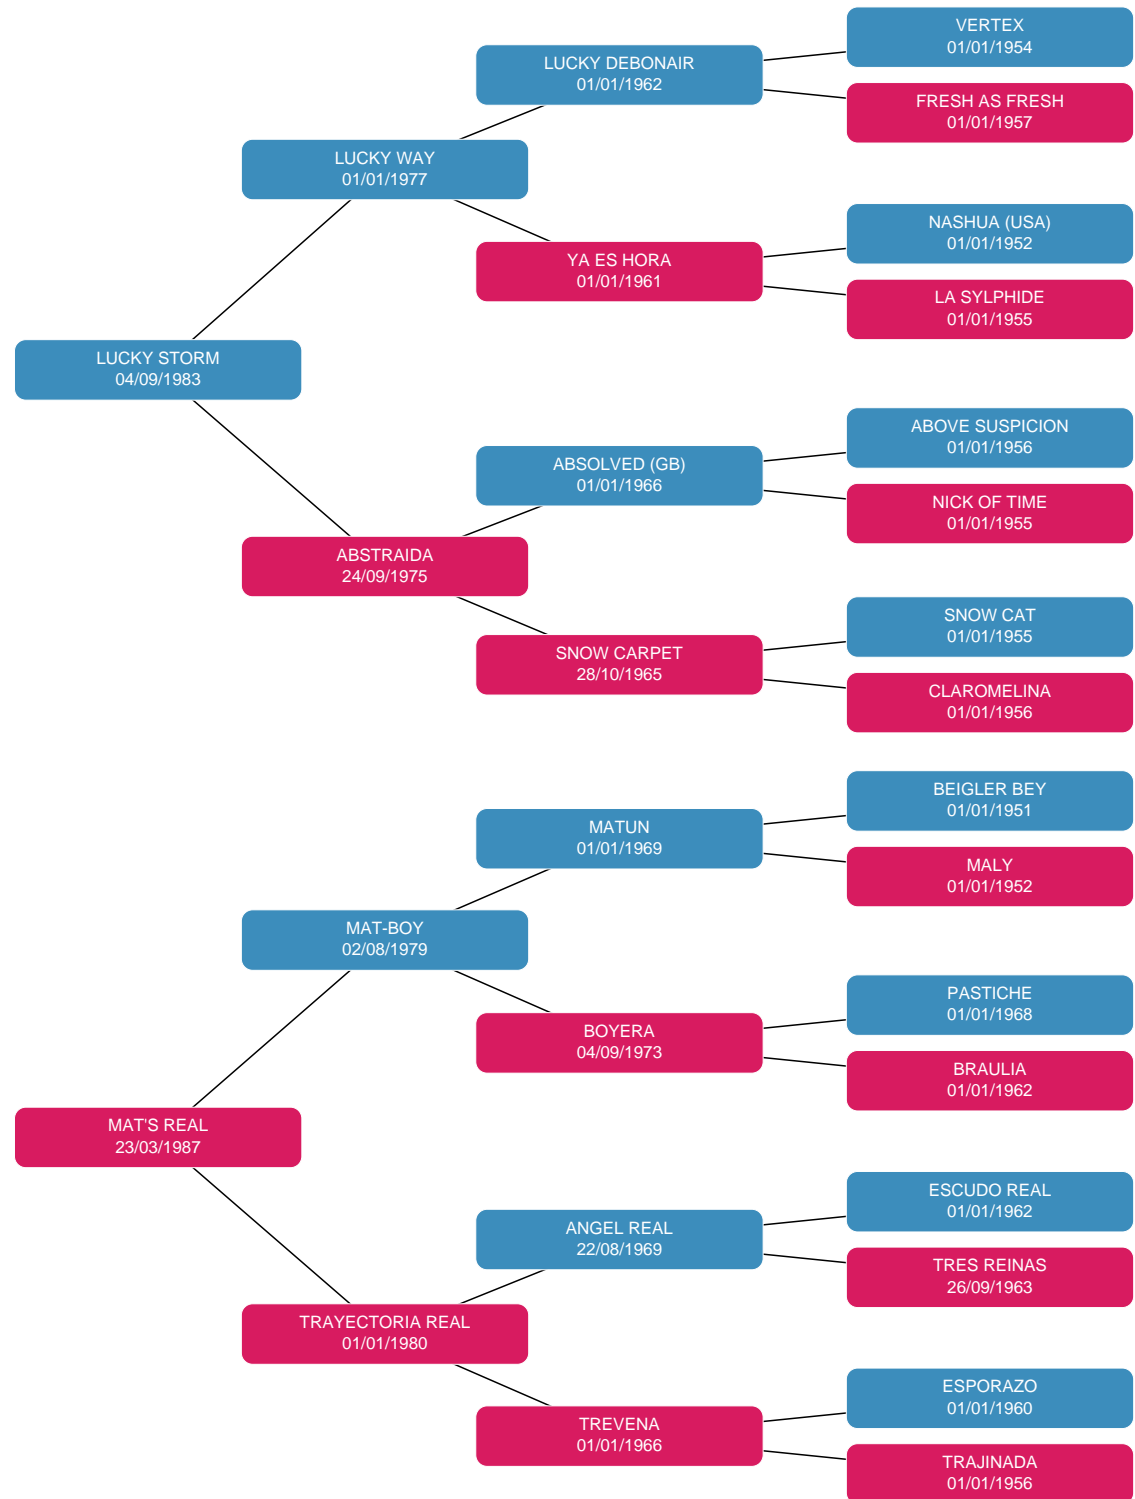 VERTEX
01/01/1954
LUCKY DEBONAIR
01/01/1962
FRESH AS FRESH
01/01/1957
LUCKY WAY
01/01/1977
NASHUA (USA)
01/01/1952
YA ES HORA
01/01/1961
LA SYLPHIDE
01/01/1955
LUCKY STORM
04/09/1983
ABOVE SUSPICION
01/01/1956
ABSOLVED (GB)
01/01/1966
NICK OF TIME
01/01/1955
ABSTRAIDA
24/09/1975
SNOW CAT
01/01/1955
SNOW CARPET
28/10/1965
CLAROMELINA
01/01/1956
BEIGLER BEY
01/01/1951
MATUN
01/01/1969
MALY
01/01/1952
MAT-BOY
02/08/1979
PASTICHE
01/01/1968
BOYERA
04/09/1973
BRAULIA
01/01/1962
MAT'S REAL
23/03/1987
ESCUDO REAL
01/01/1962
ANGEL REAL
22/08/1969
TRES REINAS
26/09/1963
TRAYECTORIA REAL
01/01/1980
ESPORAZO
01/01/1960
TREVENA
01/01/1966
TRAJINADA
01/01/1956